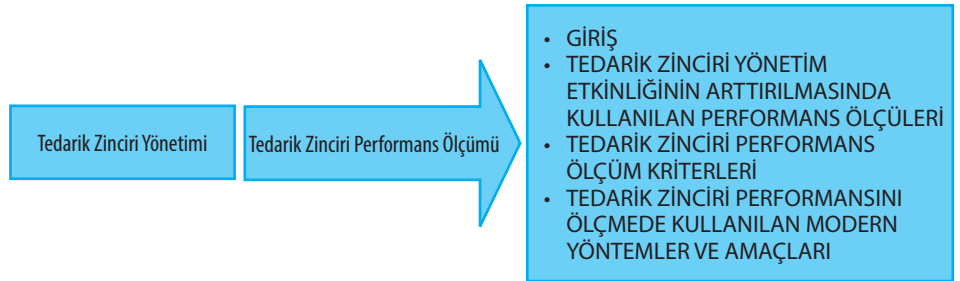 Tedarik Zinciri Yönetimi
Tedarik Zinciri Performans Ölçümü
• GİRİŞ
• TEDARİK ZİNCİRİ YÖNETİM
ETKİNLİĞİNİN ARTTIRILMASINDA
KULLANILAN PERFORMANS ÖLÇÜLERİ
• TEDARİK ZİNCİRİ PERFORMANS
ÖLÇÜM KRİTERLERİ
• TEDARİK ZİNCİRİ PERFORMANSINI
ÖLÇMEDE KULLANILAN MODERN
YÖNTEMLER VE AMAÇLARI